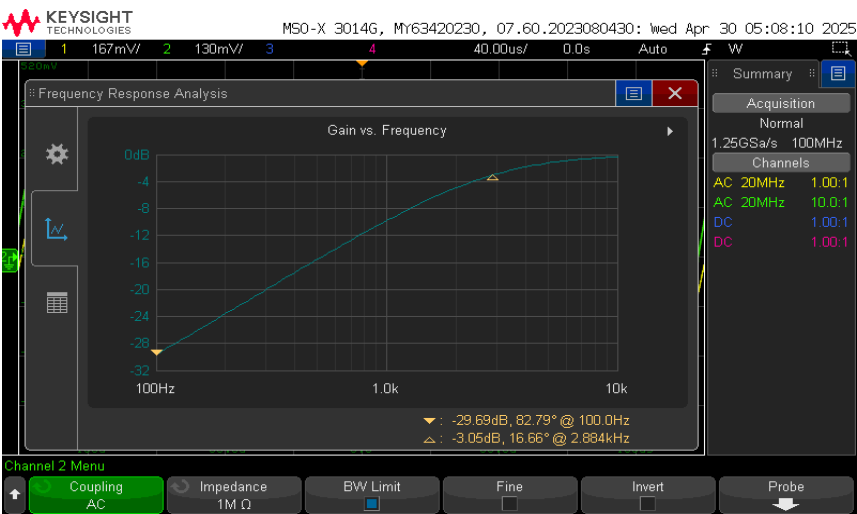 KEYSIGHT
TECHNOLOGIES
MSO-X 3014G, MY63420230, 07.60.2023080430: Wed Apr 30 05:08:10 2025
1 167mV/ 2 130mV/ 3 4 40.00us/ 0.0s Auto W
520mV
Frequency Response Analysis
Summary
Acquisition
Normal
1.25GSa/s 100MHz
Channels
AC 20MHz 1.00:1
AC 20MHz 10.0:1
DC 1.00:1
DC 1.00:1
Gain vs. Frequency
0dB
-4
-8
-12
-16
-20
-24
-28
-32
100Hz 1.0k 10k
: -29.69dB, 82.79° @ 100.0Hz
: -3.05dB, 16.66° @ 2.884kHz
Channel 2 Menu
Coupling
AC
Impedance
1M Ω
BW Limit
Fine
Invert
Probe